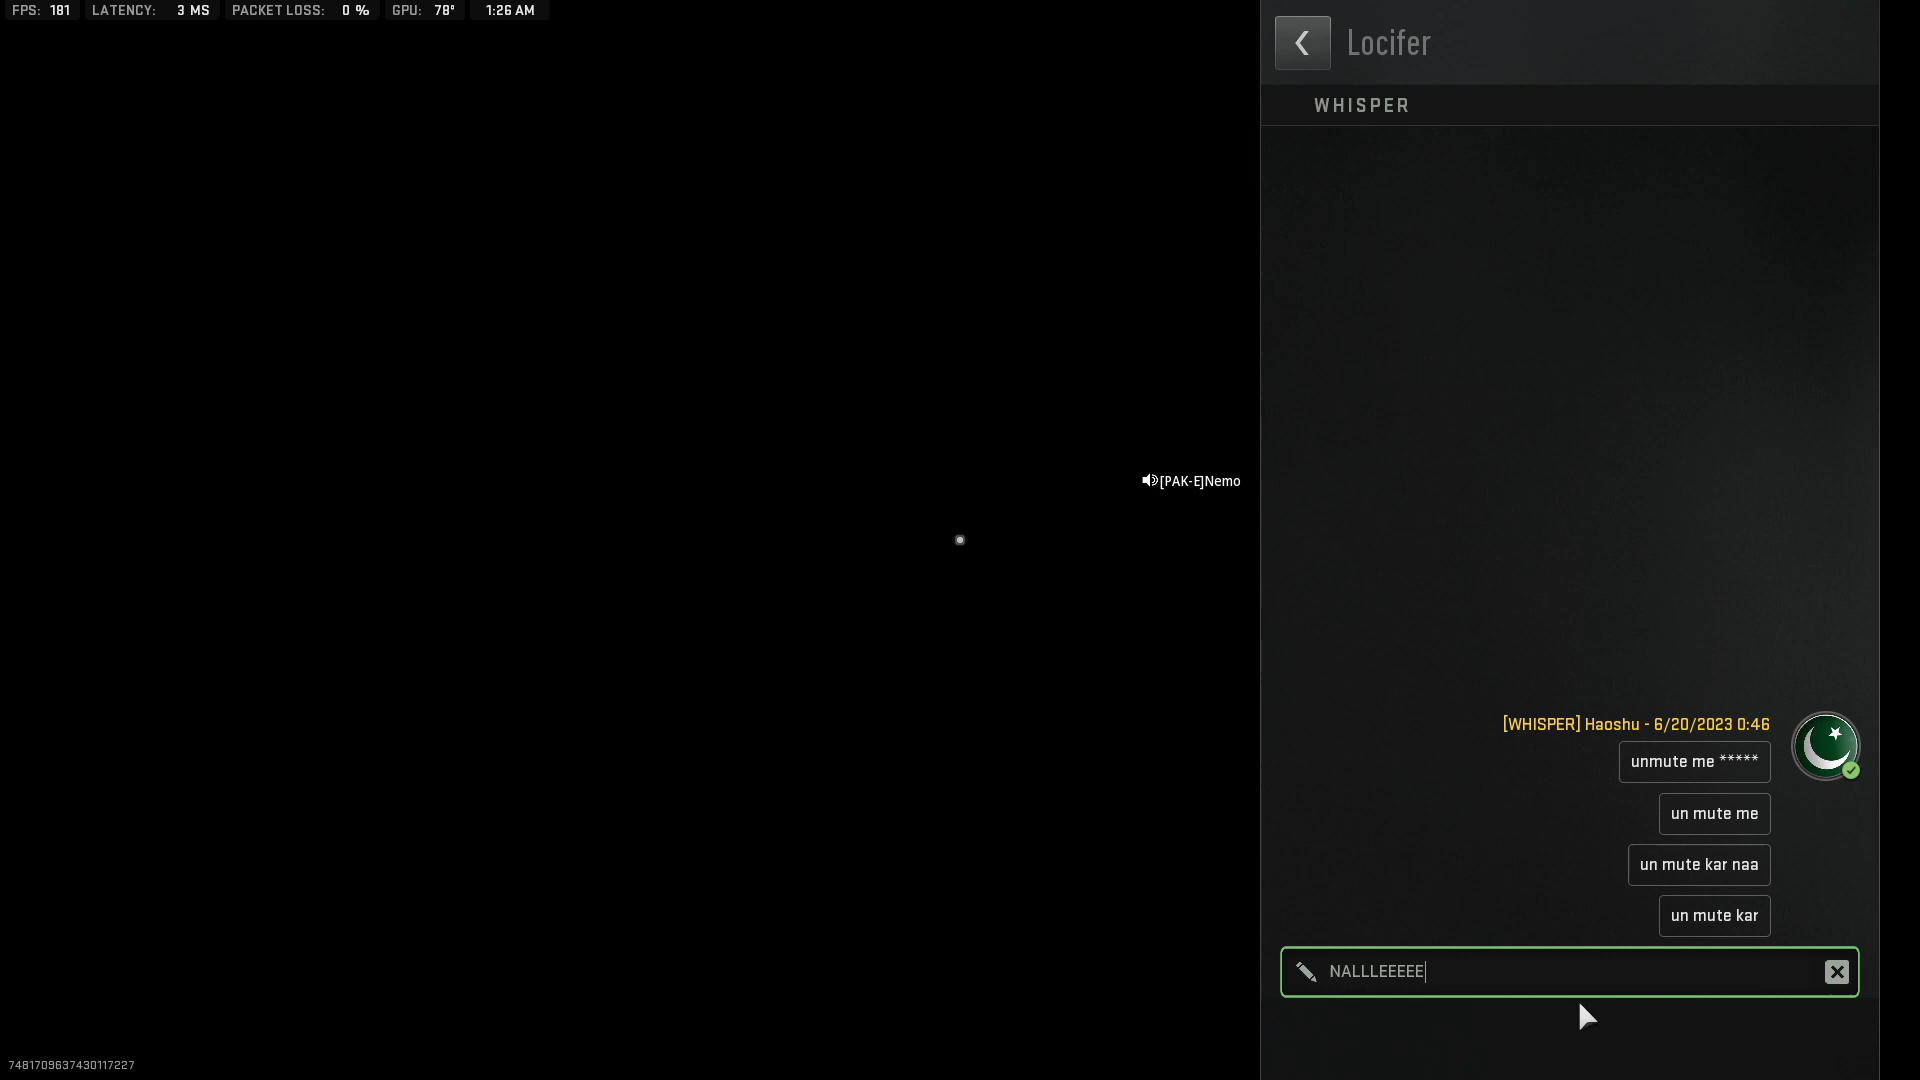 FPS: 181 LATENCY: 3 MS PACKET LOSS: 0 % GPU: 78° 1:26 AM
Locifer
WHISPER
[PAK-E]Nemo
[WHISPER] Haoshu - 6/20/2023 0:46
unmute me *****
un mute me
un mute kar naa
un mute kar
NALLLEEEEE
7481709637430117227